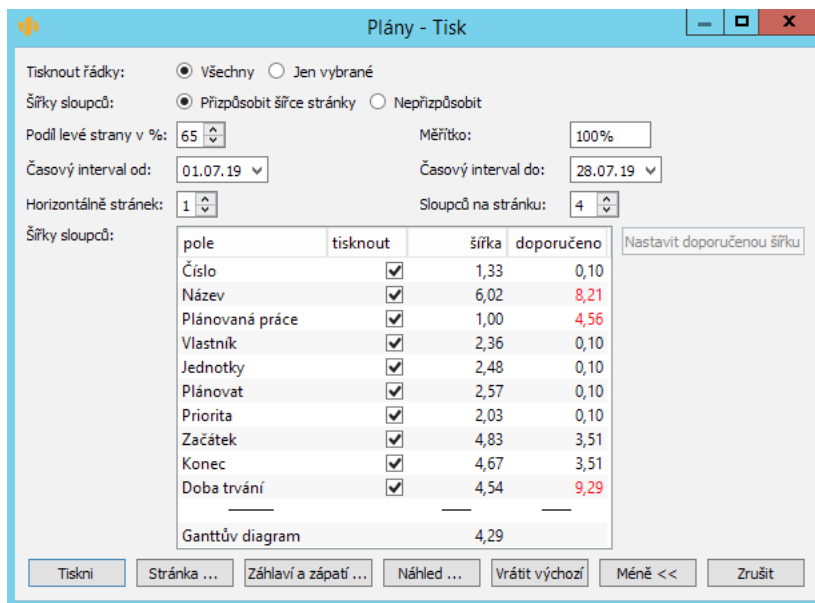 Plány - Tisk
Tisknout řádky: Všechny Jen vybrané
Šířky sloupců: Přizpůsobit šířce stránky Nepřizpůsobit
Podíl levé strany v %: 65 Měřítko: 100%
Časový interval od: 01.07.19 Časový interval do: 28.07.19
Horizontálně stránek: 1 Sloupců na stránku: 4
Šířky sloupců: Nastavit doporučenou šířku
pole tisknout šířka doporučeno
Číslo 1,33 0,10
Název 6,02 8,21
Plánovaná práce 1,00 4,56
Vlastník 2,36 0,10
Jednotky 2,48 0,10
Plánovat 2,57 0,10
Priorita 2,03 0,10
Začátek 4,83 3,51
Konec 4,67 3,51
Doba trvání 4,54 9,29
Ganttův diagram 4,29
Tiskni Stránka ... Záhlaví a zápatí ... Náhled ... Vrátit výchozí Méně << Zrušit